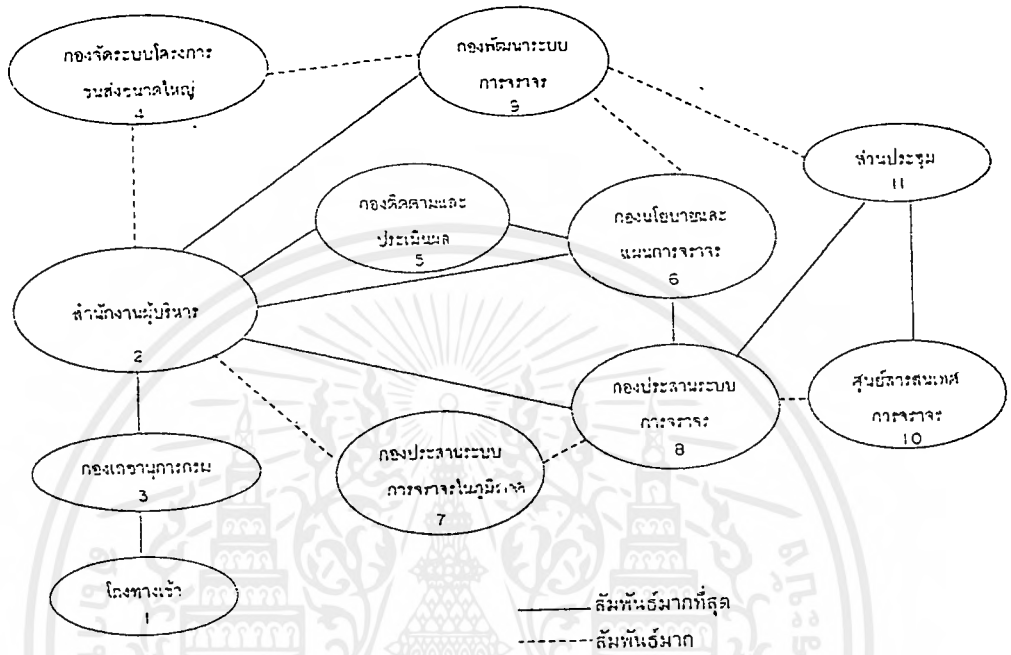 กองจัดระบบโครงการ
ขนส่งขนาดใหญ่
4
กองพัฒนาระบบ
การจราจร
9
ส่วนประชุม
11
กองติดตามและ
ประเมินผล
5
กองนโยบายและ
แผนการจราจร
6
สำนักงานผู้บริหาร
2
กองประสานระบบ
การจราจร
8
ศูนย์สารสนเทศ
การจราจร
10
กองเลขานุการกรม
3
กองประสานระบบ
การจราจรในภูมิภาค
7
โถงทางเข้า
1
สัมพันธ์มากที่สุด
สัมพันธ์มาก